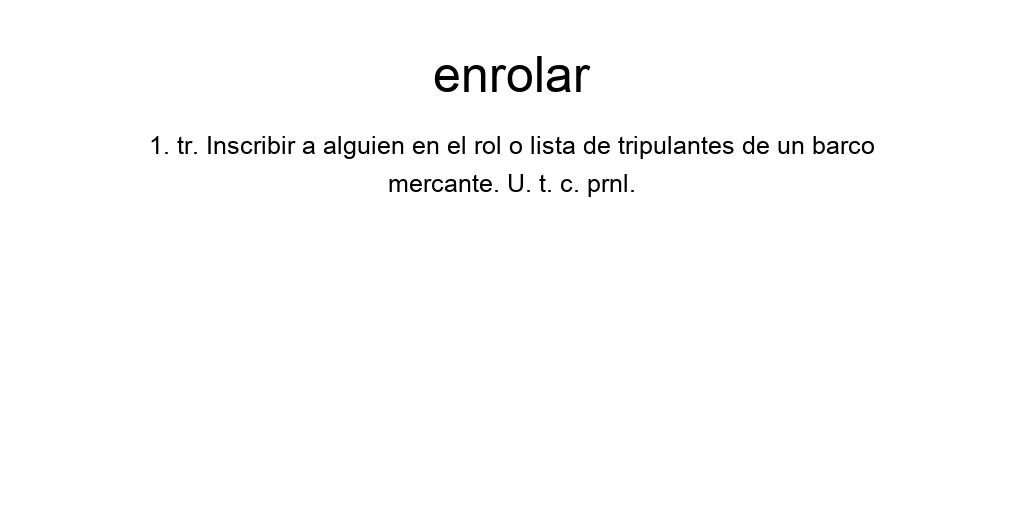 enrolar
1. tr. Inscribir a alguien en el rol o lista de tripulantes de un barco
mercante. U. t. c. prnl.